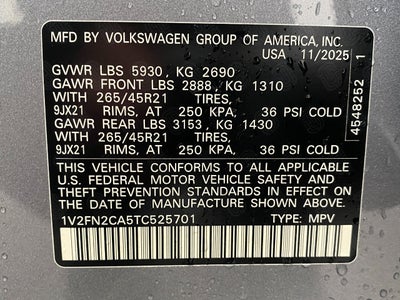 MFD BY VOLKSWAGEN GROUP OF AMERICA, INC.
USA 11/2025
GVWR LBS 5930, KG 2690
GAWR FRONT LBS 2888, KG 1310
WITH 265/45R21 TIRES,
9JX21 RIMS, AT 250 KPA, 36 PSI COLD
GAWR REAR LBS 3153, KG 1430
WITH 265/45R21 TIRES,
9JX21 RIMS, AT 250 KPA, 36 PSI COLD
THIS VEHICLE CONFORMS TO ALL APPLICABLE
U.S. FEDERAL MOTOR VEHICLE SAFETY AND
THEFT PREVENTION STANDARDS IN EFFECT ON
THE DATE OF MANUFACTURE SHOWN ABOVE.
1V2FN2CA5TC525701 TYPE: MPV
4548252 1